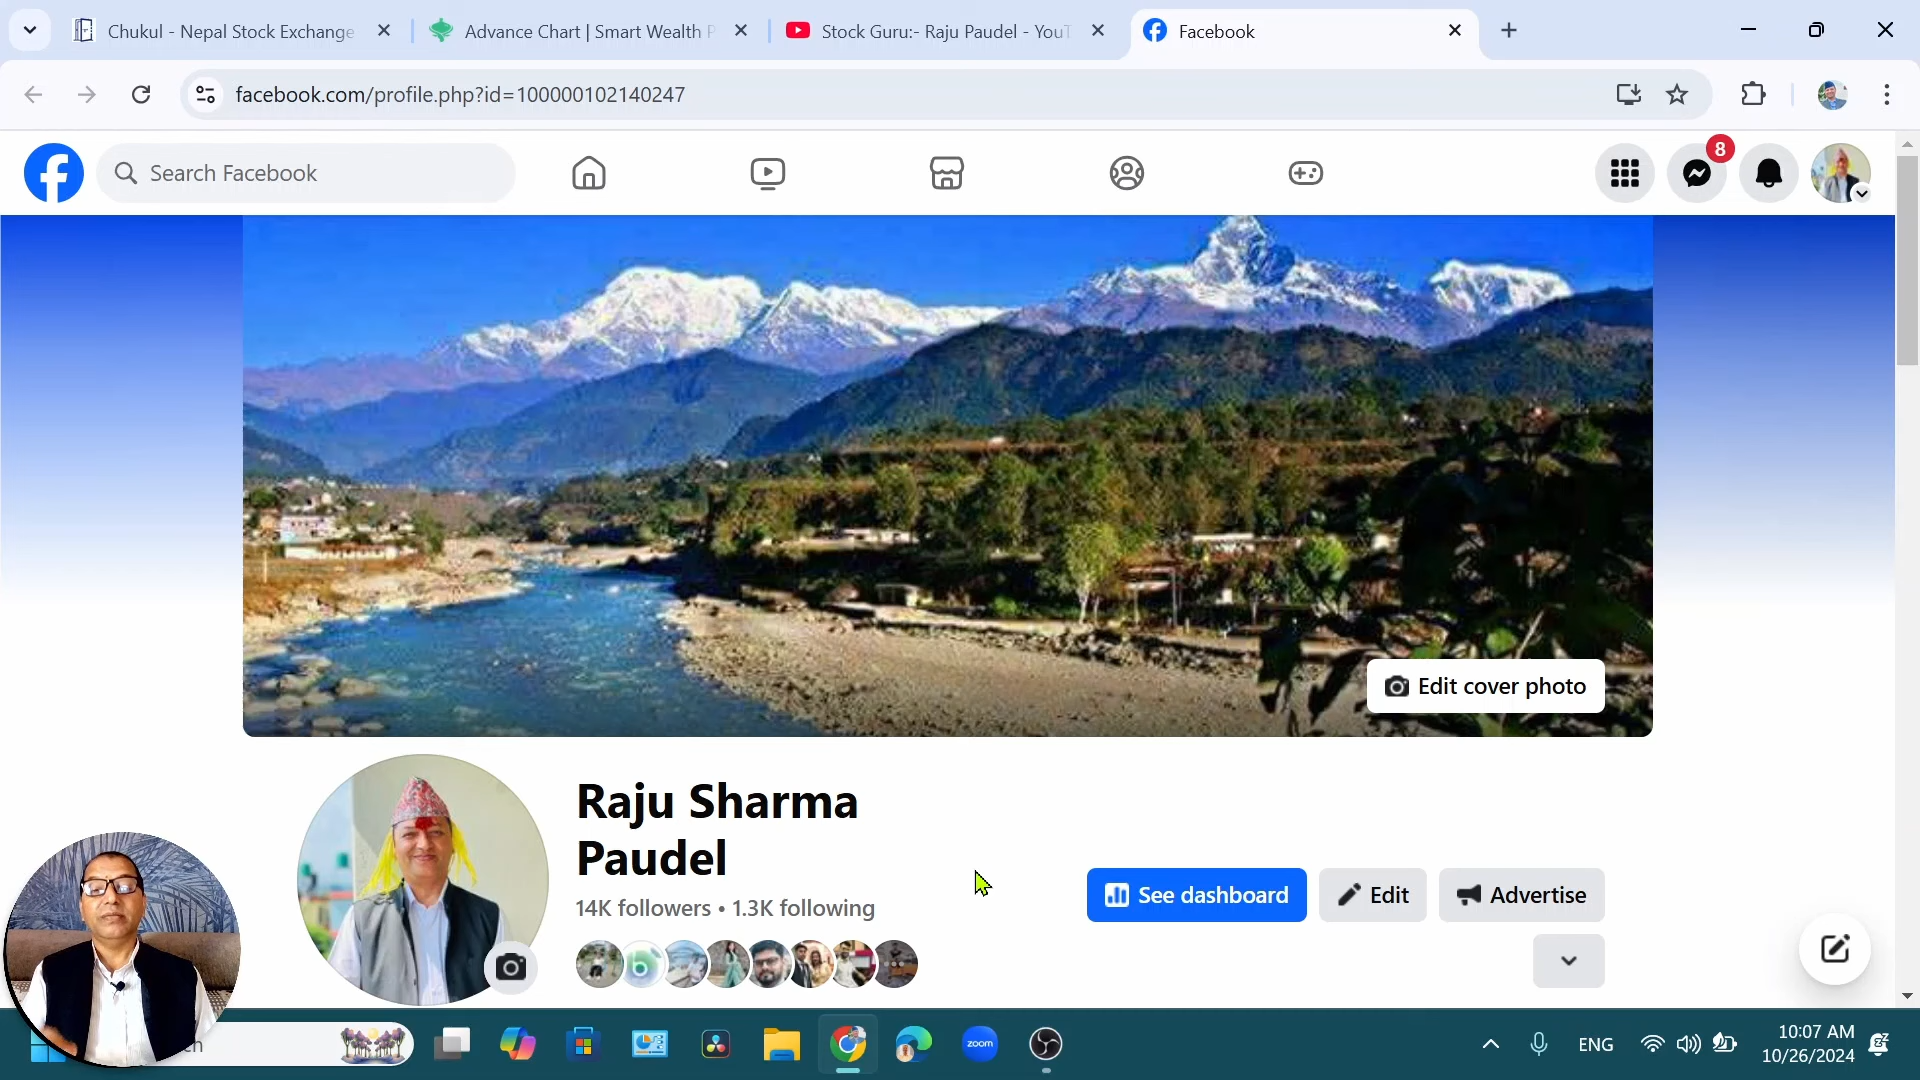 Chukul - Nepal Stock Exchange
Advance Chart | Smart Wealth P
Stock Guru:- Raju Paudel - YouT
Facebook
facebook.com/profile.php?id=100000102140247
Search Facebook
8
Edit cover photo
Raju Sharma
Paudel
14K followers • 1.3K following
See dashboard
Edit
Advertise
b
zoom
ENG
10:07 AM
10/26/2024